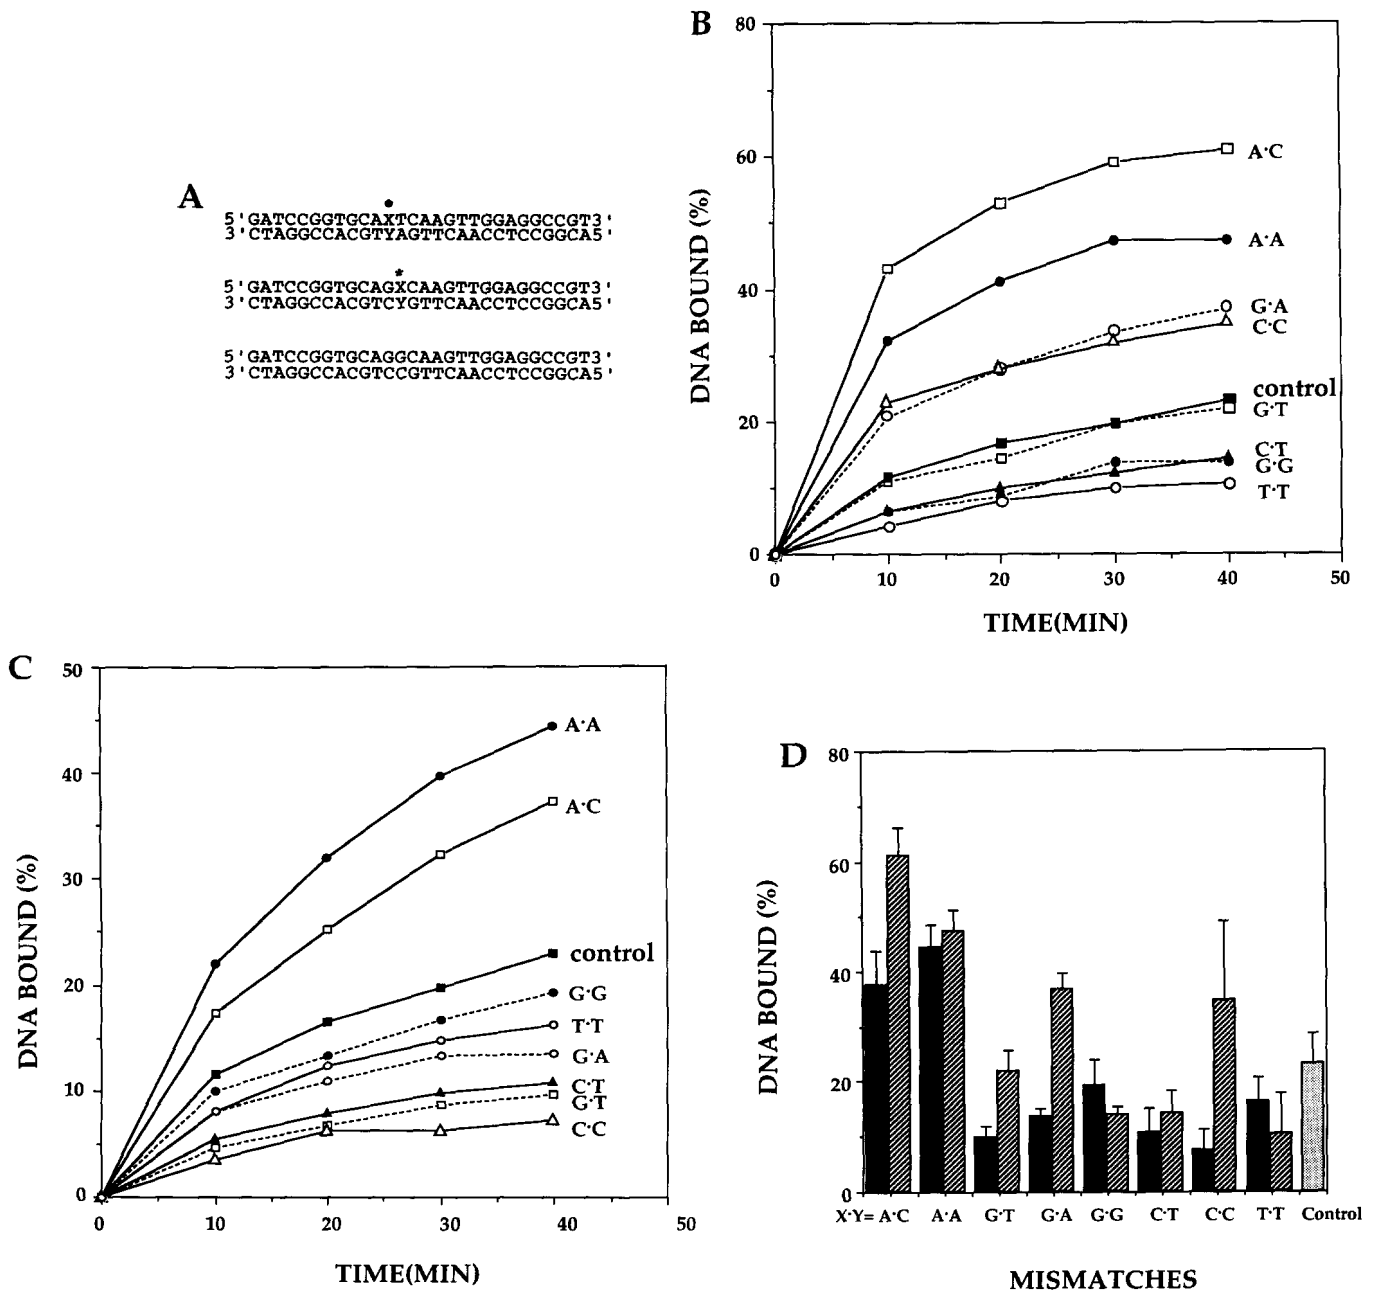 A
5'GATCCGGTGCAXTCAAGTTGGAGGCCGT3'
3'CTAGGCCACGTYAGTTCAACCTCCGGCA5'
*
5'GATCCGGTGCAGXCAAGTTGGAGGCCGT3'
3'CTAGGCCACGTCYGTTCAACCTCCGGCA5'
5'GATCCGGTGCAGGCAAGTTGGAGGCCGT3'
3'CTAGGCCACGTCCGTTCAACCTCCGGCA5'
B
DNA BOUND (%)
80
60
40
20
0
A·C
A·A
G·A
C·C
control
G·T
C·T
G·G
T·T
0 10 20 30 40 50
TIME(MIN)
C
DNA BOUND (%)
50
40
30
20
10
0
A·A
A·C
control
G·G
T·T
G·A
C·T
G·T
C·C
0 10 20 30 40 50
TIME(MIN)
D
DNA BOUND (%)
80
60
40
20
0
X·Y= A·C A·A G·T G·A G·G C·T C·C T·T Control
MISMATCHES